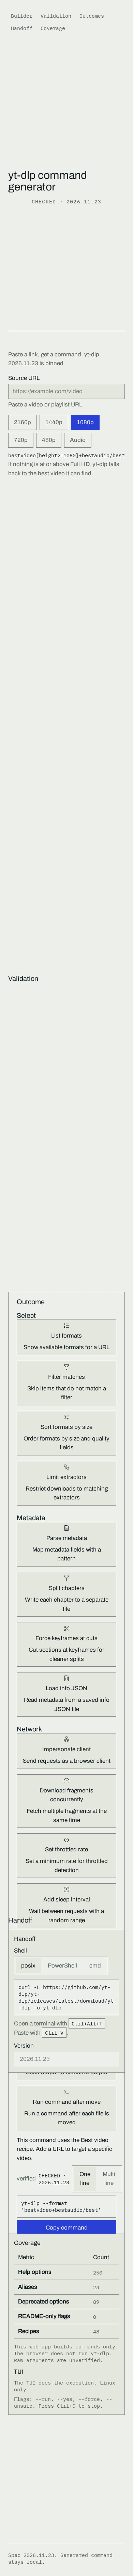 Builder Validation Outcomes
Handoff Coverage
yt-dlp command
generator
CHECKED · 2024.11.23
Paste a link, get a command. yt-dlp
2026.11.23 is pinned
Source URL
https://example.com/video
Paste a video or playlist URL.
2160p 1440p 1080p
720p 480p Audio
bestvideo[height>=1080]+bestaudio/best
If nothing is at or above Full HD, yt-dlp falls
back to the best video it can find.
Validation
Outcome
Select
List formats
Show available formats for a URL
Filter matches
Skip items that do not match a
filter
Sort formats by size
Order formats by size and quality
fields
Limit extractors
Restrict downloads to matching
extractors
Metadata
Parse metadata
Map metadata fields with a
pattern
Split chapters
Write each chapter to a separate
file
Force keyframes at cuts
Cut sections at keyframes for
cleaner splits
Load info JSON
Read metadata from a saved info
JSON file
Network
Impersonate client
Send requests as a browser client
Download fragments
concurrently
Fetch multiple fragments at the
same time
Set throttled rate
Set a minimum rate for throttled
detection
Add sleep interval
Wait between requests with a
random range
Handoff
Handoff
Shell
posix PowerShell cmd
curl -L https://github.com/yt-
dlp/yt-
dlp/releases/latest/download/yt
-dlp -o yt-dlp
Open a terminal with Ctrl+Alt+T
Paste with Ctrl+V
Version
2026.11.23
Send output to standard output
Run command after move
Run a command after each file is
moved
This command uses the Best video
recipe. Add a URL to target a specific
video.
verified CHECKED · 2026.11.23 One line Multi line
yt-dlp --format
'bestvideo+bestaudio/best'
Copy command
Coverage
Metric Count
Help options 250
Aliases 23
Deprecated options 89
README-only flags 8
Recipes 40
This web app builds commands only.
The browser does not run yt-dlp.
Raw arguments are unverified.
TUI
The TUI does the execution. Linux
only.
Flags: --run, --yes, --force, --
unsafe. Press Ctrl+C to stop.
Spec 2026.11.23. Generated command
stays local.